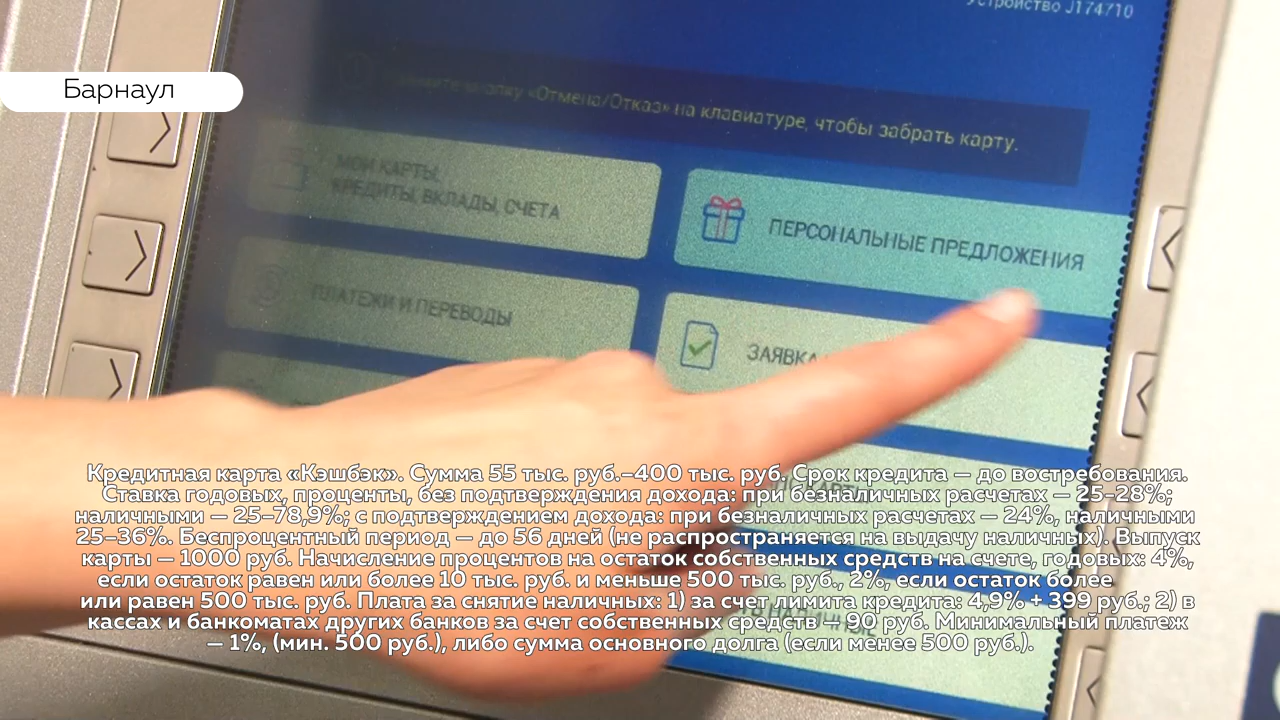 Устройство J174710
Барнаул
кнопку «Отмена/Отказ» на клавиатуре, чтобы забрать карту.
МОИ КАРТЫ,
КРЕДИТЫ, ВКЛАДЫ, СЧЕТА
ПЕРСОНАЛЬНЫЕ ПРЕДЛОЖЕНИЯ
ПЛАТЕЖИ И ПЕРЕВОДЫ
ЗАЯВКА
Кредитная карта «Кэшбэк». Сумма 55 тыс. руб.–400 тыс. руб. Срок кредита — до востребования.
Ставка годовых, проценты, без подтверждения дохода: при безналичных расчетах — 25–28%;
наличными — 25–78,9%; с подтверждением дохода: при безналичных расчетах — 24%, наличными
25–36%. Беспроцентный период — до 56 дней (не распространяется на выдачу наличных). Выпуск
карты — 1000 руб. Начисление процентов на остаток собственных средств на счете, годовых: 4%,
если остаток равен или более 10 тыс. руб. и меньше 500 тыс. руб., 2%, если остаток более
или равен 500 тыс. руб. Плата за снятие наличных: 1) за счет лимита кредита: 4,9% + 399 руб.; 2) в
кассах и банкоматах других банков за счет собственных средств — 90 руб. Минимальный платеж
— 1%, (мин. 500 руб.), либо сумма основного долга (если менее 500 руб.).